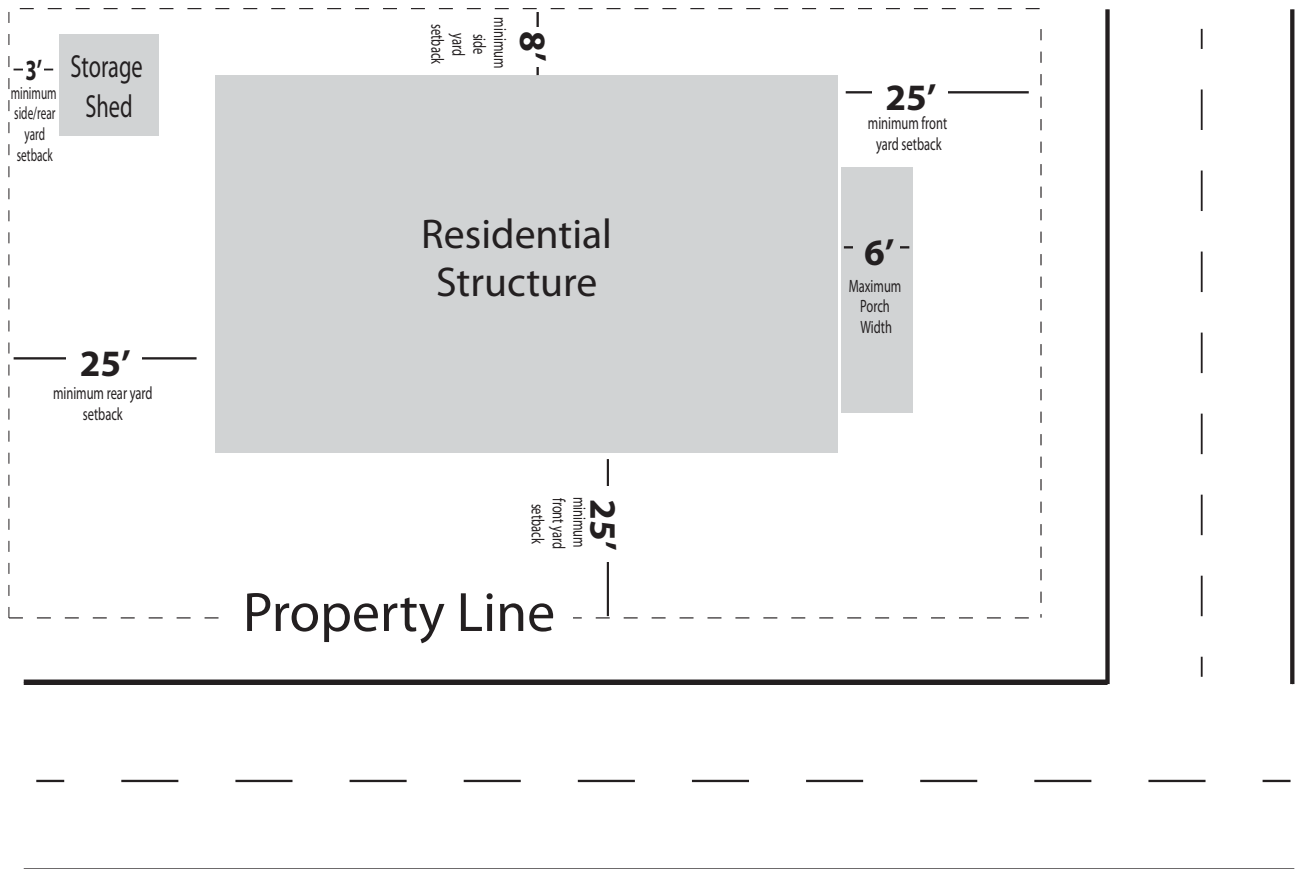 8'
minimum
side
yard
setback
3'
minimum
side/rear
yard
setback
Storage
Shed
25'
minimum front
yard setback
Residential
Structure
6'
Maximum
Porch
Width
25'
minimum rear yard
setback
25'
minimum
front yard
setback
Property Line